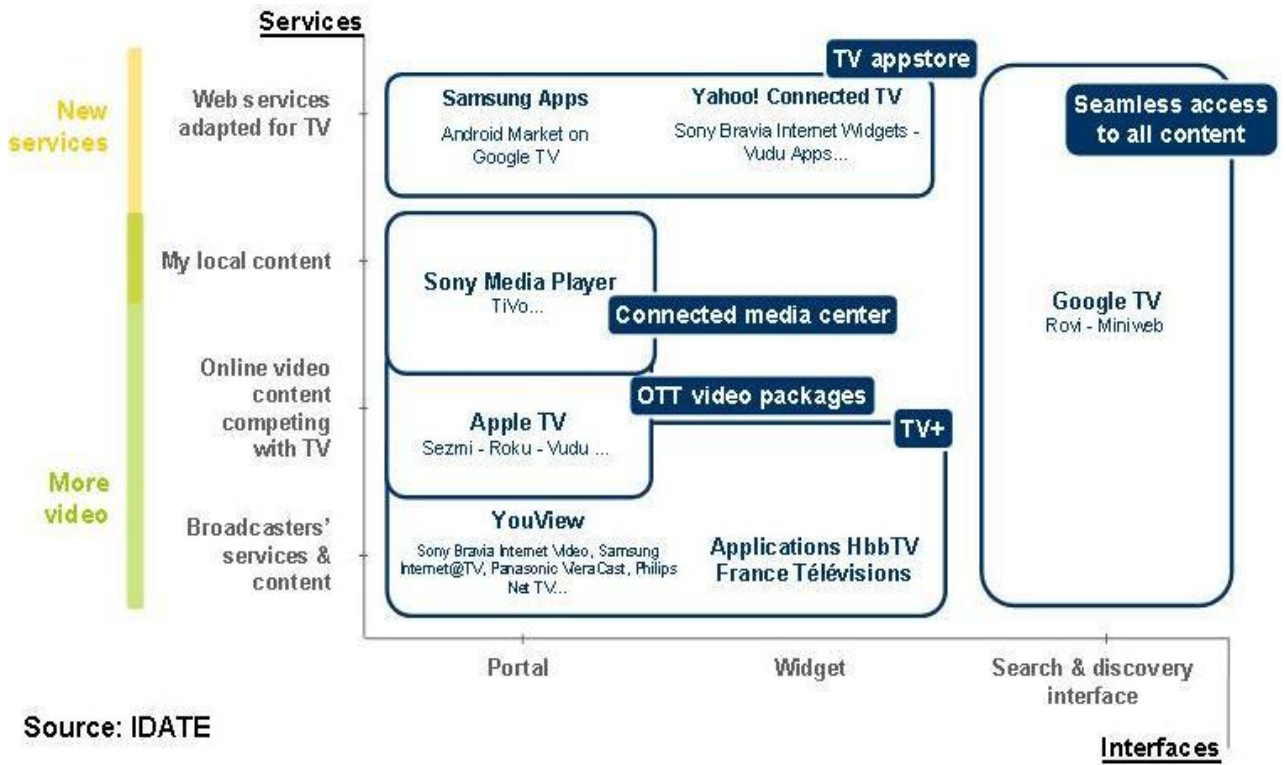 Services
TV appstore
New
services
Web services
adapted for TV
Samsung Apps
Android Market on
Google TV
Yahoo! Connected TV
Sony Bravia Internet Widgets -
Vudu Apps...
Seamless access
to all content
My local content
Sony Media Player
TiVo...
Connected media center
Google TV
Rovi - Miniweb
Online video
content
competing
with TV
OTT video packages
Apple TV
Sezmi - Roku - Vudu ...
TV+
More
video
Broadcasters'
services &
content
YouView
Sony Bravia Internet Video, Samsung
Internet@TV, Panasonic VieraCast, Philips
Net TV...
Applications HbbTV
France Télévisions
Portal
Widget
Search & discovery
interface
Source: IDATE
Interfaces